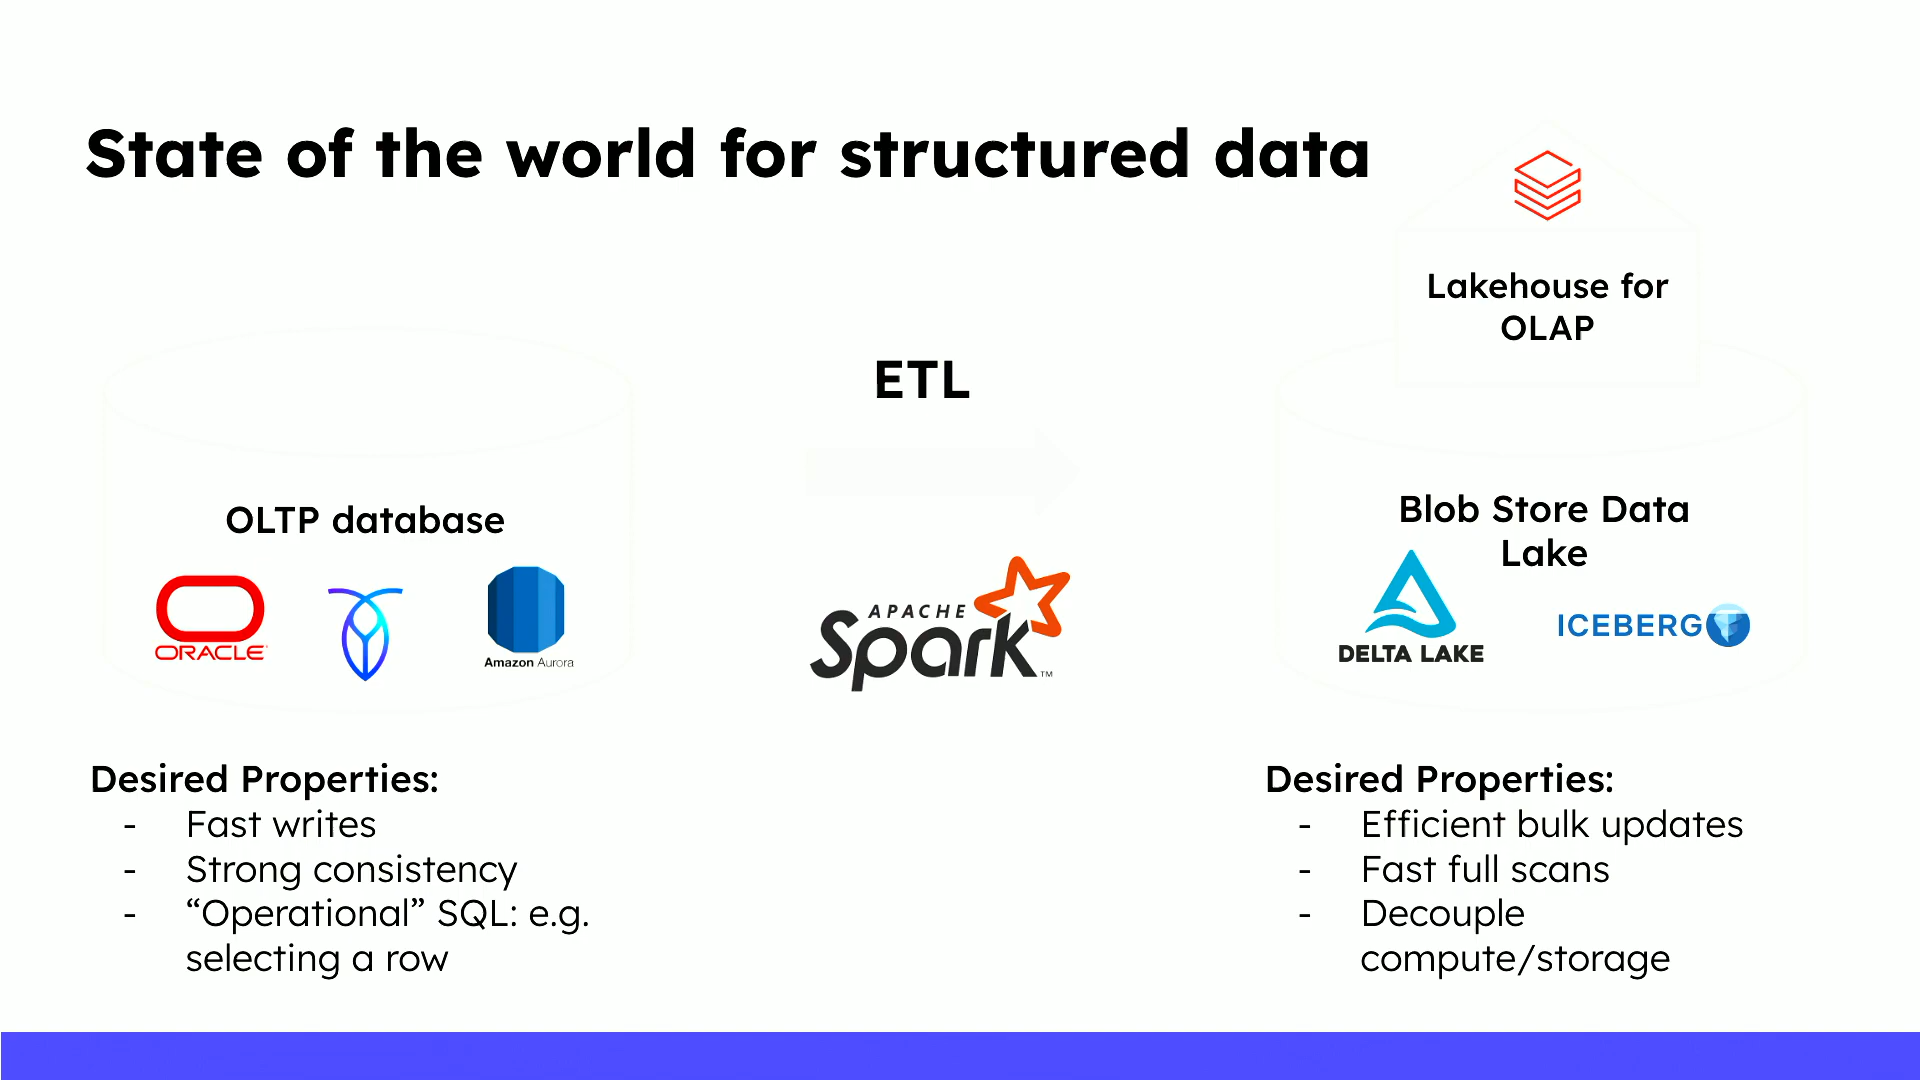 State of the world for structured data
Lakehouse for
OLAP
ETL
OLTP database
ORACLE
Amazon Aurora
APACHE
Spark™
Blob Store Data
Lake
DELTA LAKE
ICEBERG
Desired Properties:
- Fast writes
- Strong consistency
- “Operational” SQL: e.g.
selecting a row
Desired Properties:
- Efficient bulk updates
- Fast full scans
- Decouple
compute/storage